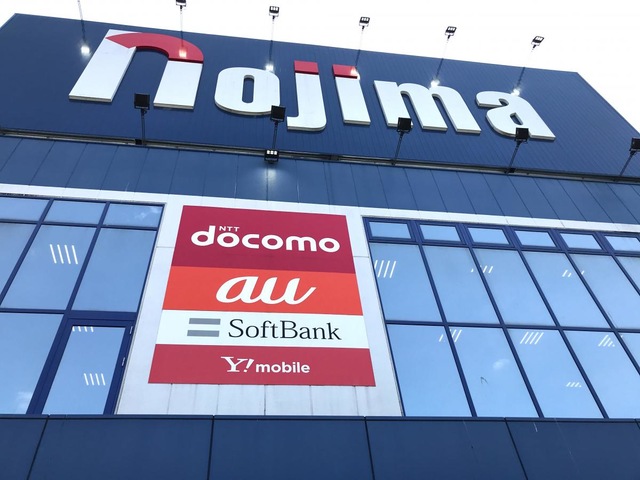 nojima
NTT
docomo
au
SoftBank
Y!mobile